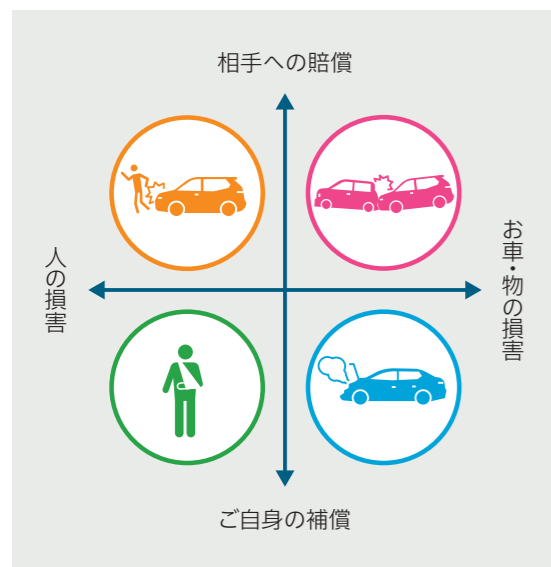 相手への賠償
人の損害
お車・物の損害
ご自身の補償